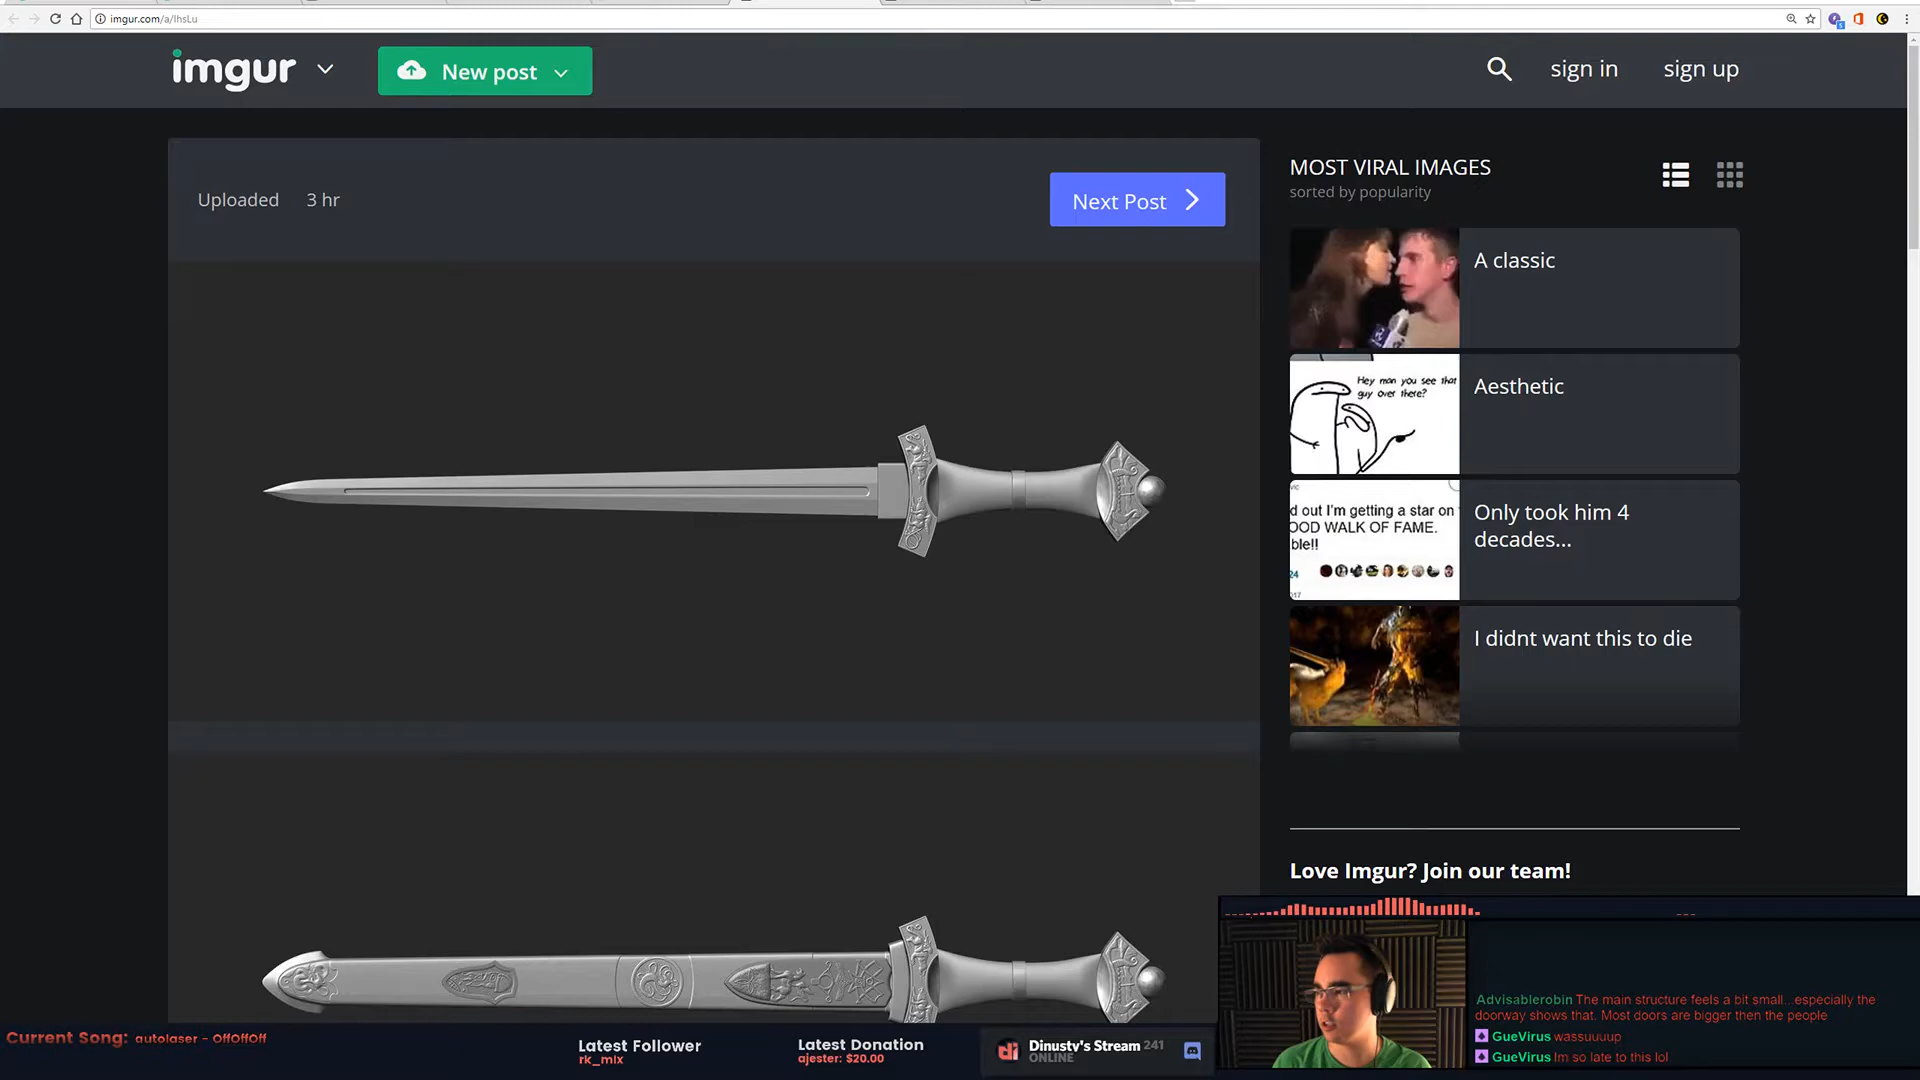 imgur.com/a/IhsLu
imgur
New post
sign in
sign up
Uploaded 3 hr
Next Post
MOST VIRAL IMAGES
sorted by popularity
A classic
Hey man you see that
guy over there?
Aesthetic
d out I'm getting a star on
OOD WALK OF FAME.
ble!!
24
Only took him 4
decades...
I didnt want this to die
Love Imgur? Join our team!
Advisablerobin The main structure feels a bit small...especially the
doorway shows that. Most doors are bigger then the people
GueVirus wassuuuup
GueVirus Im so late to this lol
Current Song: autolaser - OffOffOff
Latest Follower
rk_mlx
Latest Donation
ajester: $20.00
Dinusty's Stream 241
ONLINE